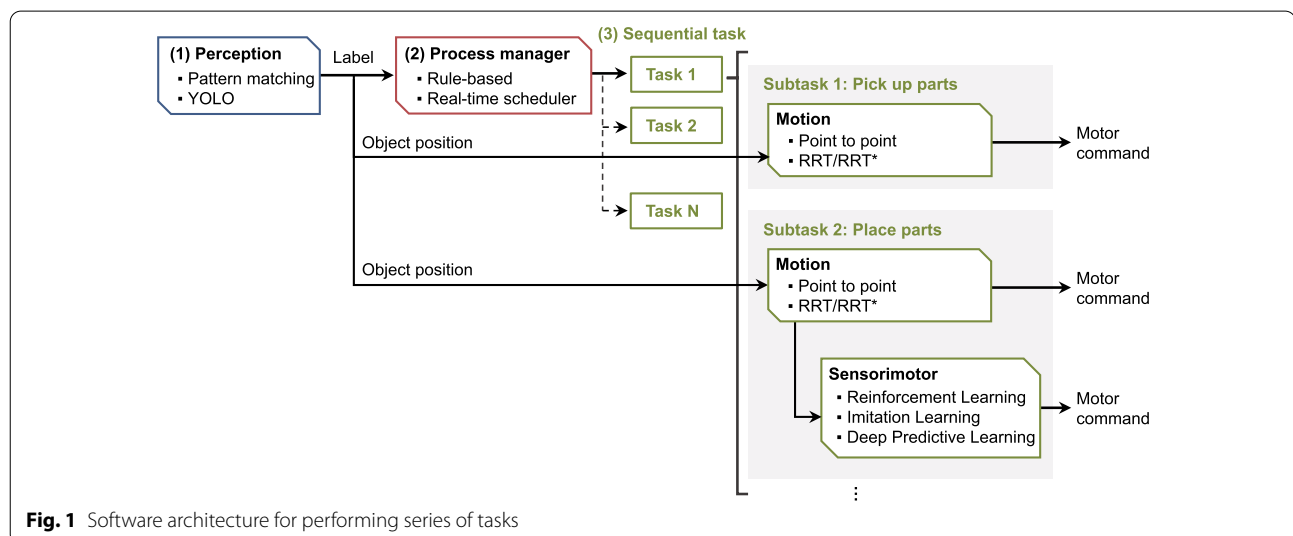 (3) Sequential task
(1) Perception
▪ Pattern matching
▪ YOLO
Label
(2) Process manager
▪ Rule-based
▪ Real-time scheduler
Task 1
Task 2
Task N
Object position
Object position
Subtask 1: Pick up parts
Motion
▪ Point to point
▪ RRT/RRT*
Motor
command
Subtask 2: Place parts
Motion
▪ Point to point
▪ RRT/RRT*
Motor
command
Sensorimotor
▪ Reinforcement Learning
▪ Imitation Learning
▪ Deep Predictive Learning
Motor
command
⋮
Fig. 1 Software architecture for performing series of tasks